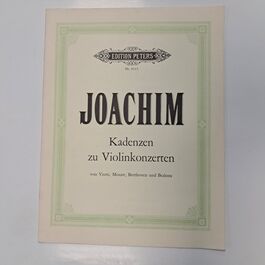 EDITION PETERS
JOACHIM
Kadenzen
zu Violinkonzerten
von Viotti, Mozart, Beethoven und Brahms